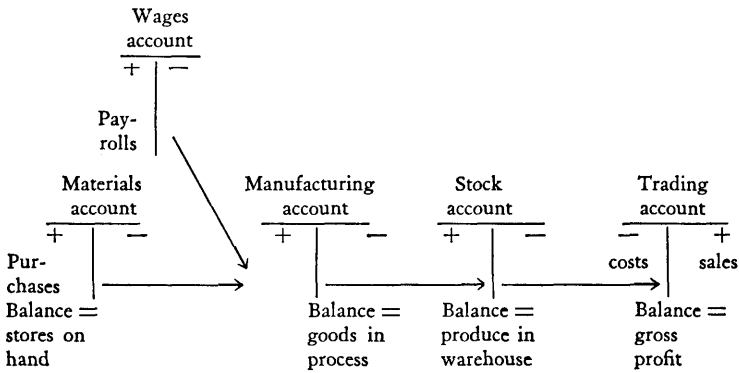 Wages
account
+ −
Pay-
rolls
Materials
account
+ −
Pur-
chases
Balance =
stores on
hand
Manufacturing
account
+ −
Balance =
goods in
process
Stock
account
+ −
Balance =
produce in
warehouse
Trading
account
− +
costs sales
Balance =
gross
profit